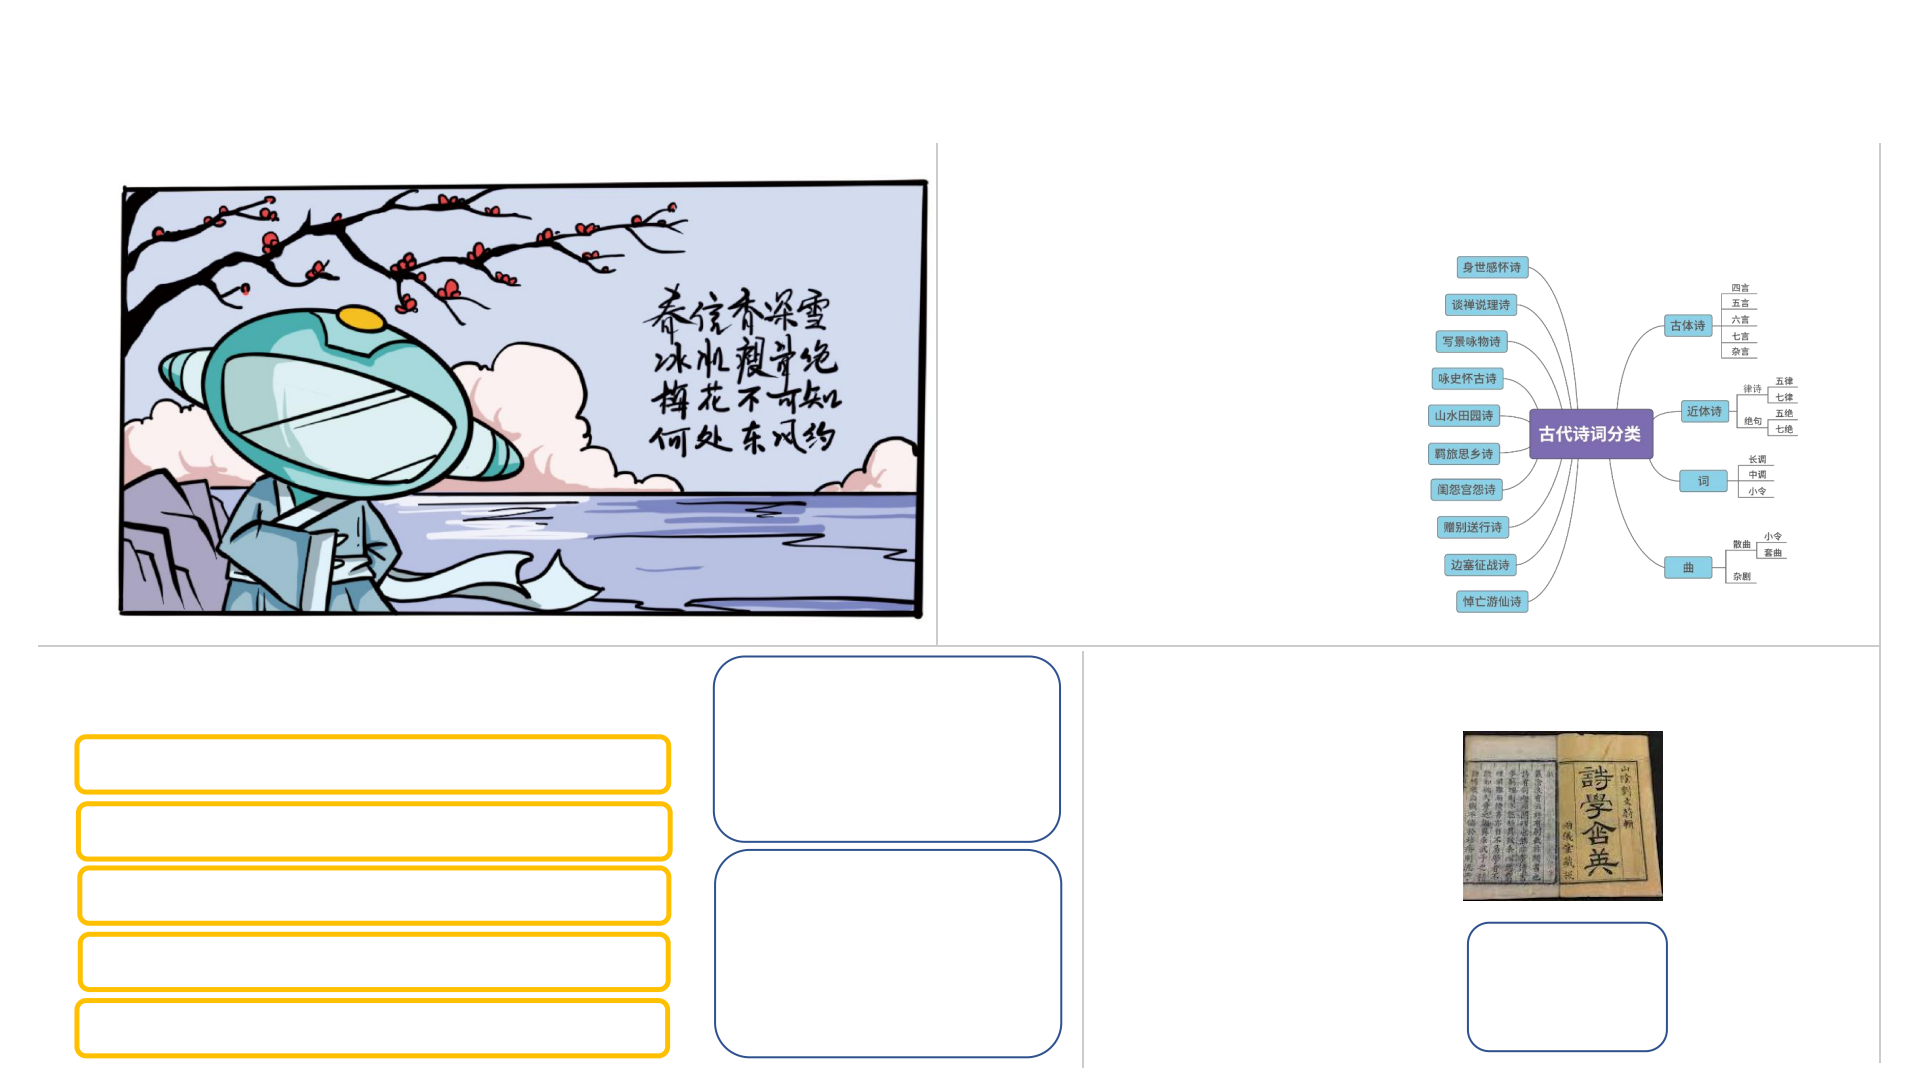 春信香深雪
冰肌瘦骨绝
梅花不可知
何处东风约
古代诗词分类
身世感怀诗
谈禅说理诗
写景咏物诗
咏史怀古诗
山水田园诗
羁旅思乡诗
闺怨宫怨诗
赠别送行诗
边塞征战诗
悼亡游仙诗
古体诗
四言
五言
六言
七言
杂言
近体诗
律诗
五律
七律
绝句
五绝
七绝
词
长调
中调
小令
曲
散曲
小令
套曲
杂剧
詩學含英